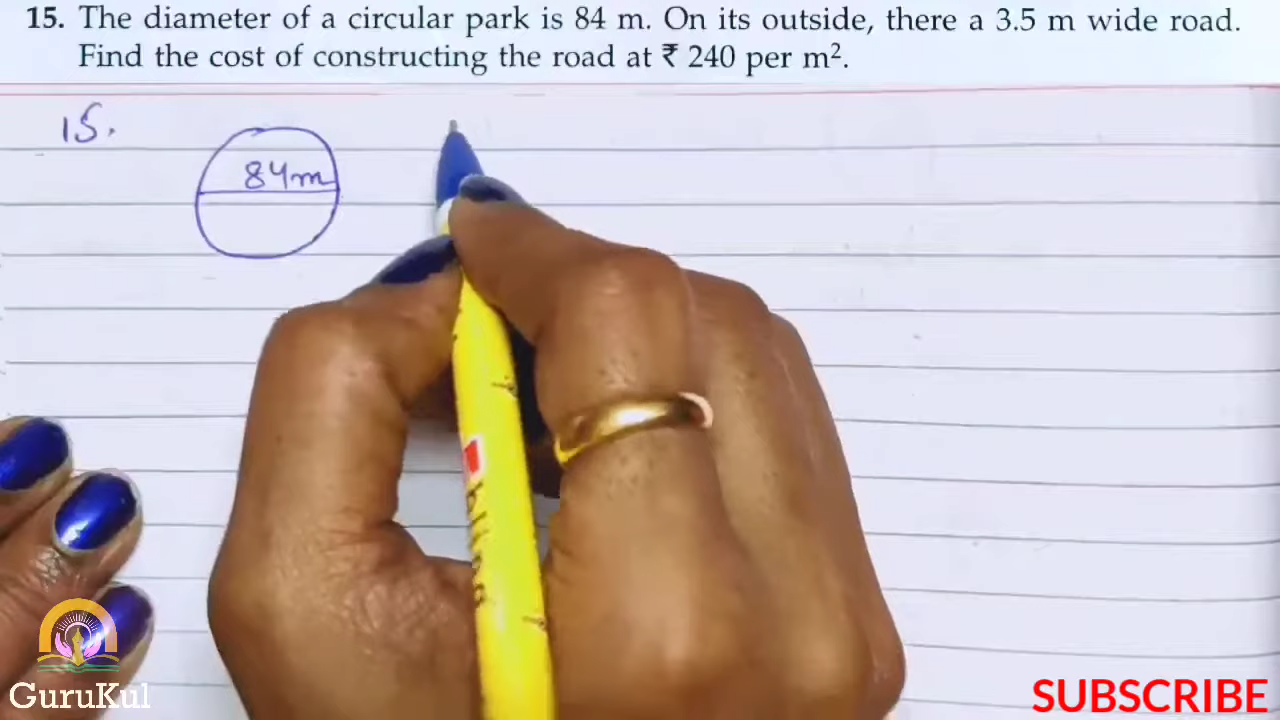 15. The diameter of a circular park is 84 m. On its outside, there a 3.5 m wide road.
Find the cost of constructing the road at ₹ 240 per m².
15.
84m
GuruKul
SUBSCRIBE